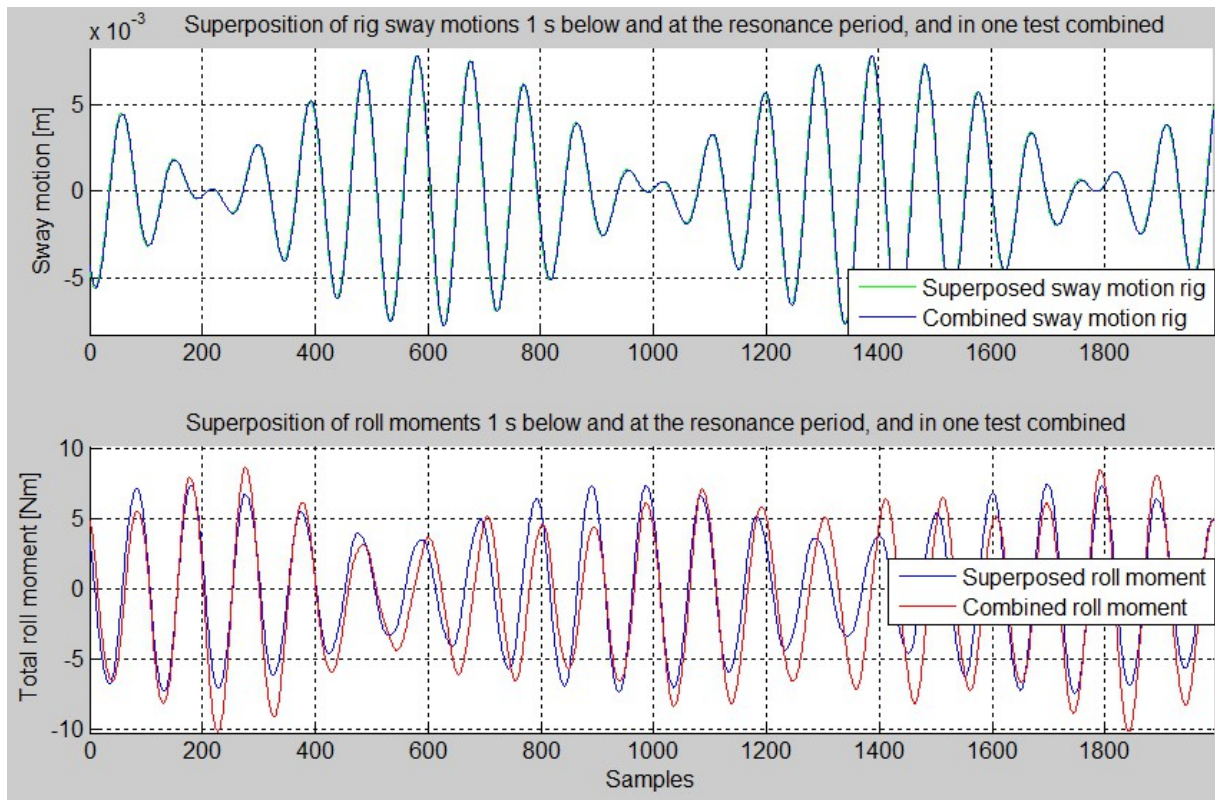 Superposition of rig sway motions 1 s below and at the resonance period, and in one test combined
x 10^-3
Sway motion [m]
5
0
-5
0 200 400 600 800 1000 1200 1400 1600 1800
Superposed sway motion rig
Combined sway motion rig
Superposition of roll moments 1 s below and at the resonance period, and in one test combined
Total roll moment [Nm]
10
5
0
-5
-10
0 200 400 600 800 1000 1200 1400 1600 1800
Superposed roll moment
Combined roll moment
Samples